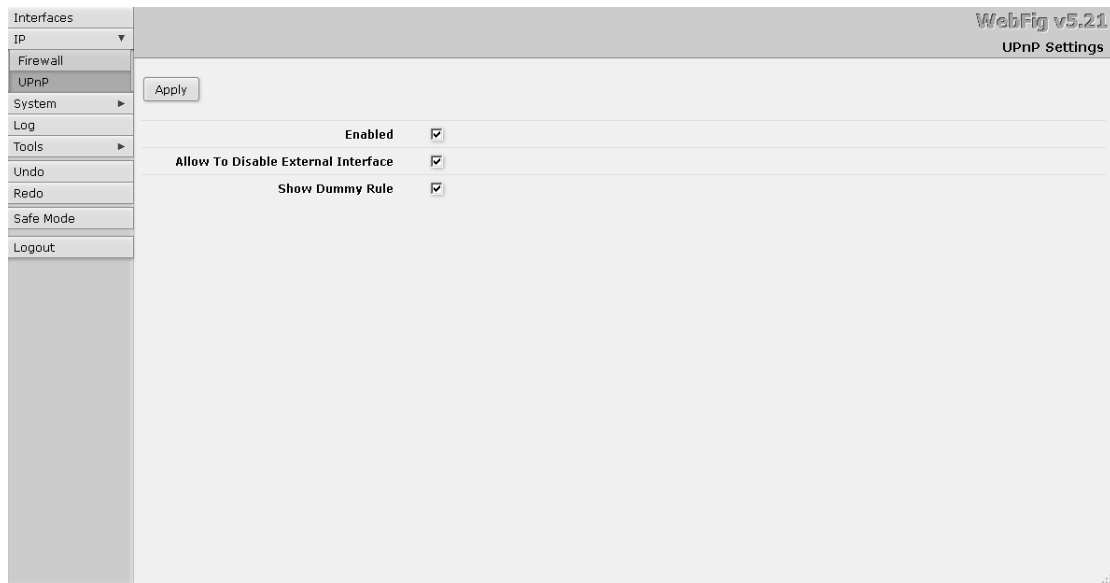 Interfaces
IP
Firewall
UPnP
System
Log
Tools
Undo
Redo
Safe Mode
Logout
WebFig v5.21
UPnP Settings
Apply
Enabled
Allow To Disable External Interface
Show Dummy Rule